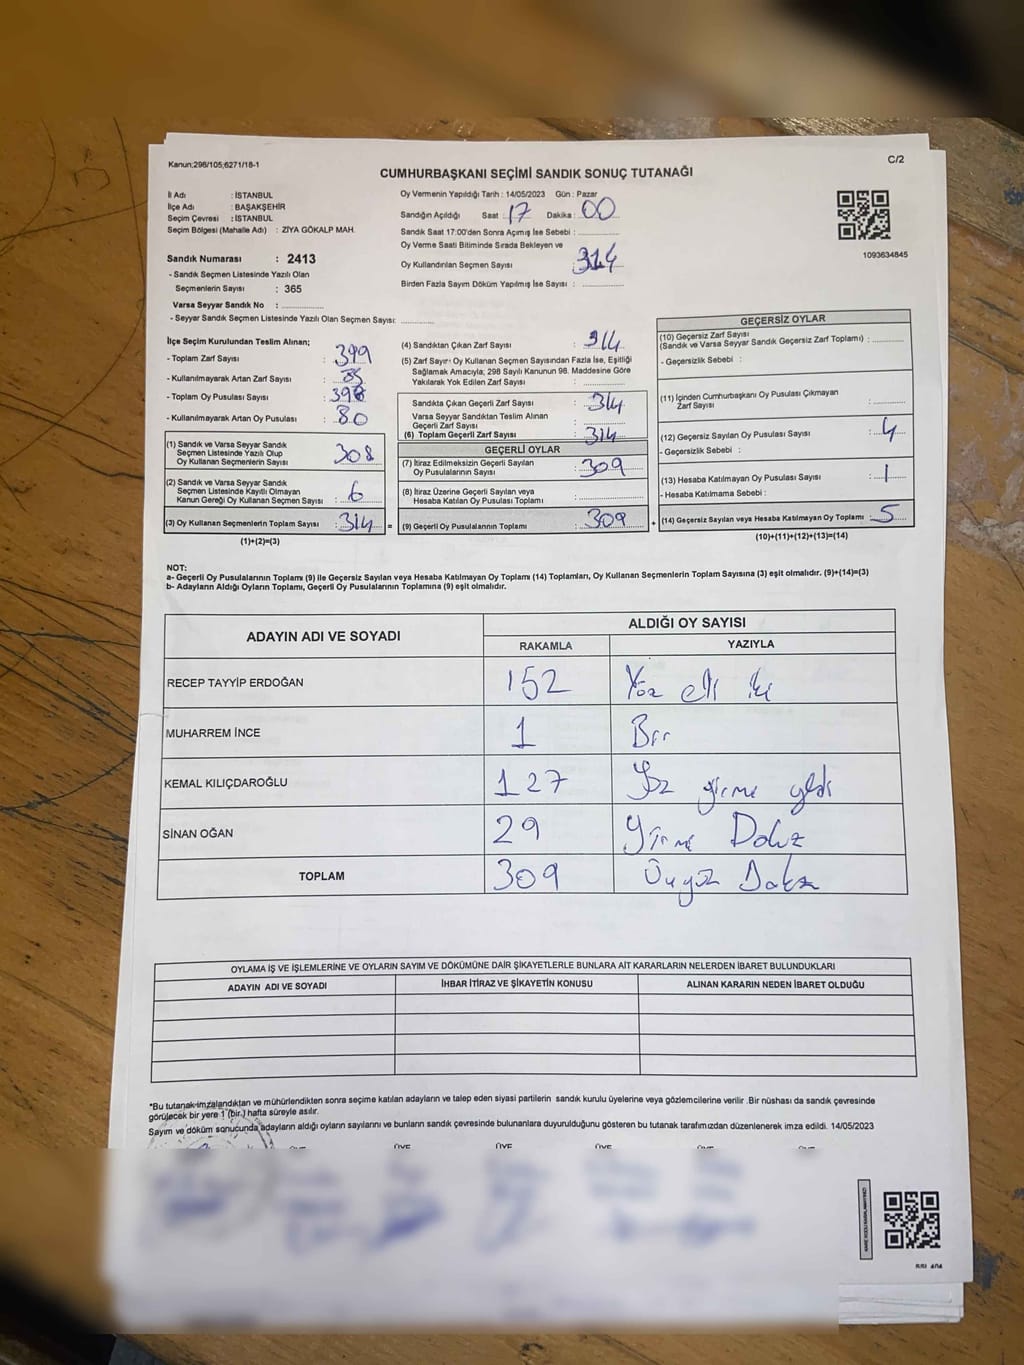 Kanun;298/105;6271/18-1
C/2
CUMHURBAŞKANI SEÇİMİ SANDIK SONUÇ TUTANAĞI
İl Adı : İSTANBUL
İlçe Adı : BAŞAKŞEHİR
Seçim Çevresi : İSTANBUL
Seçim Bölgesi (Mahalle Adı) : ZİYA GÖKALP MAH.
Sandık Numarası : 2413
- Sandık Seçmen Listesinde Yazılı Olan
Seçmenlerin Sayısı : 365
Varsa Seyyar Sandık No :
- Seyyar Sandık Seçmen Listesinde Yazılı Olan Seçmen Sayısı:
Oy Vermenin Yapıldığı Tarih : 14/05/2023 Gün : Pazar
Sandığın Açıldığı Saat : 17 Dakika : 00
Sandık Saat 17:00'den Sonra Açımış İse Sebebi :
Oy Verme Saati Bitiminde Sırada Bekleyen ve
Oy Kullandırılan Seçmen Sayısı : 314
Birden Fazla Sayım Döküm Yapılmış İse Sayısı :
1093634845
İlçe Seçim Kurulundan Teslim Alınan;
- Toplam Zarf Sayısı : 399
- Kullanılmayarak Artan Zarf Sayısı : 85
- Toplam Oy Pusulası Sayısı : 398
- Kullanılmayarak Artan Oy Pusulası : 80
(1) Sandık ve Varsa Seyyar Sandık
Seçmen Listesinde Yazılı Olup
Oy Kullanan Seçmenlerin Sayısı : 308
(2) Sandık ve Varsa Seyyar Sandık
Seçmen Listesinde Kayıtlı Olmayan
Kanun Gereği Oy Kullanan Seçmen Sayısı : 6
(3) Oy Kullanan Seçmenlerin Toplam Sayısı : 314 =
(1)+(2)=(3)
(4) Sandıktan Çıkan Zarf Sayısı : 314
(5) Zarf Sayısı Oy Kullanan Seçmen Sayısından Fazla İse, Eşitliği
Sağlamak Amacıyla; 298 Sayılı Kanunun 98. Maddesine Göre
Yakılarak Yok Edilen Zarf Sayısı :
Sandıkta Çıkan Geçerli Zarf Sayısı : 314
Varsa Seyyar Sandıktan Teslim Alınan
Geçerli Zarf Sayısı :
(6) Toplam Geçerli Zarf Sayısı : 314
GEÇERLİ OYLAR
(7) İtiraz Edilmeksizin Geçerli Sayılan
Oy Pusulalarının Sayısı : 309
(8) İtiraz Üzerine Geçerli Sayılan veya
Hesaba Katılan Oy Pusulası Toplamı :
(9) Geçerli Oy Pusulalarının Toplamı : 309 +
GEÇERSİZ OYLAR
(10) Geçersiz Zarf Sayısı
(Sandık ve Varsa Seyyar Sandık Geçersiz Zarf Toplamı) :
- Geçersizlik Sebebi :
(11) İçinden Cumhurbaşkanı Oy Pusulası Çıkmayan
Zarf Sayısı :
(12) Geçersiz Sayılan Oy Pusulası Sayısı : 4
- Geçersizlik Sebebi :
(13) Hesaba Katılmayan Oy Pusulası Sayısı : 1
- Hesaba Katılmama Sebebi :
(14) Geçersiz Sayılan veya Hesaba Katılmayan Oy Toplamı : 5
(10)+(11)+(12)+(13)=(14)
NOT:
a- Geçerli Oy Pusulalarının Toplamı (9) ile Geçersiz Sayılan veya Hesaba Katılmayan Oy Toplamı (14) Toplamları, Oy Kullanan Seçmenlerin Toplam Sayısına (3) eşit olmalıdır. (9)+(14)=(3)
b- Adayların Aldığı Oyların Toplamı, Geçerli Oy Pusulalarının Toplamına (9) eşit olmalıdır.
ADAYIN ADI VE SOYADI ALDIĞI OY SAYISI
RAKAMLA YAZIYLA
RECEP TAYYİP ERDOĞAN 152 Yüz elli iki
MUHARREM İNCE 1 Bir
KEMAL KILIÇDAROĞLU 127 Yüz yirmi yedi
SİNAN OĞAN 29 Yirmi Dokuz
TOPLAM 309 Üçyüz Dokuz
OYLAMA İŞ VE İŞLEMLERİNE VE OYLARIN SAYIM VE DÖKÜMÜNE DAİR ŞİKAYETLERLE BUNLARA AİT KARARLARIN NELERDEN İBARET BULUNDUKLARI
ADAYIN ADI VE SOYADI İHBAR İTİRAZ VE ŞİKAYETİN KONUSU ALINAN KARARIN NEDEN İBARET OLDUĞU
*Bu tutanak imzalandıktan ve mühürlendikten sonra seçime katılan adayların ve talep eden siyasi partilerin sandık kurulu üyelerine veya gözlemcilerine verilir .Bir nüshası da sandık çevresinde
görülecek bir yere 1 (bir.) hafta süreyle asılır.
Sayım ve döküm sonucunda adayların aldığı oyların sayılarını ve bunların sandık çevresinde bulunanlara duyurulduğunu gösteren bu tutanak tarafımızdan düzenlenerek imza edildi. 14/05/2023
ÜYE ÜYE ÜYE